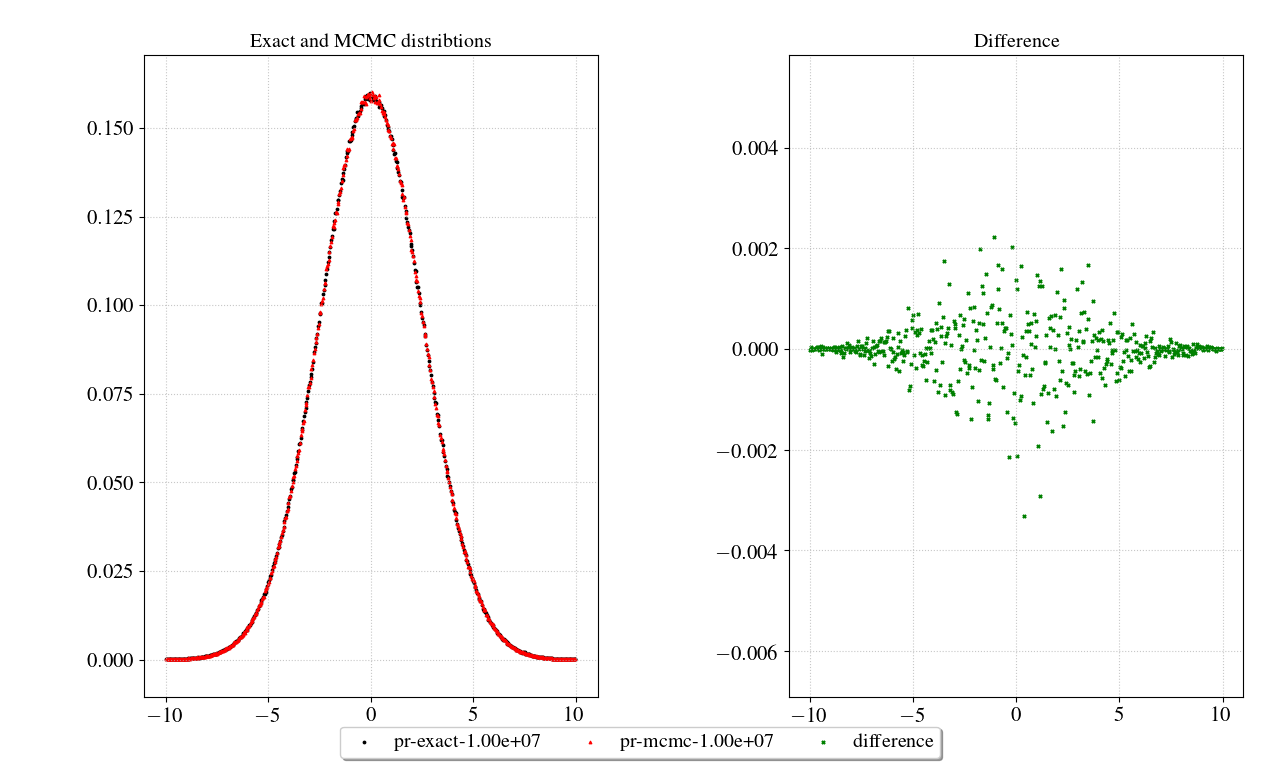 Exact and MCMC distribtions
0.150
0.125
0.100
0.075
0.050
0.025
0.000
−10 −5 0 5 10
Difference
0.004
0.002
0.000
−0.002
−0.004
−0.006
−10 −5 0 5 10
pr-exact-1.00e+07 pr-mcmc-1.00e+07 difference